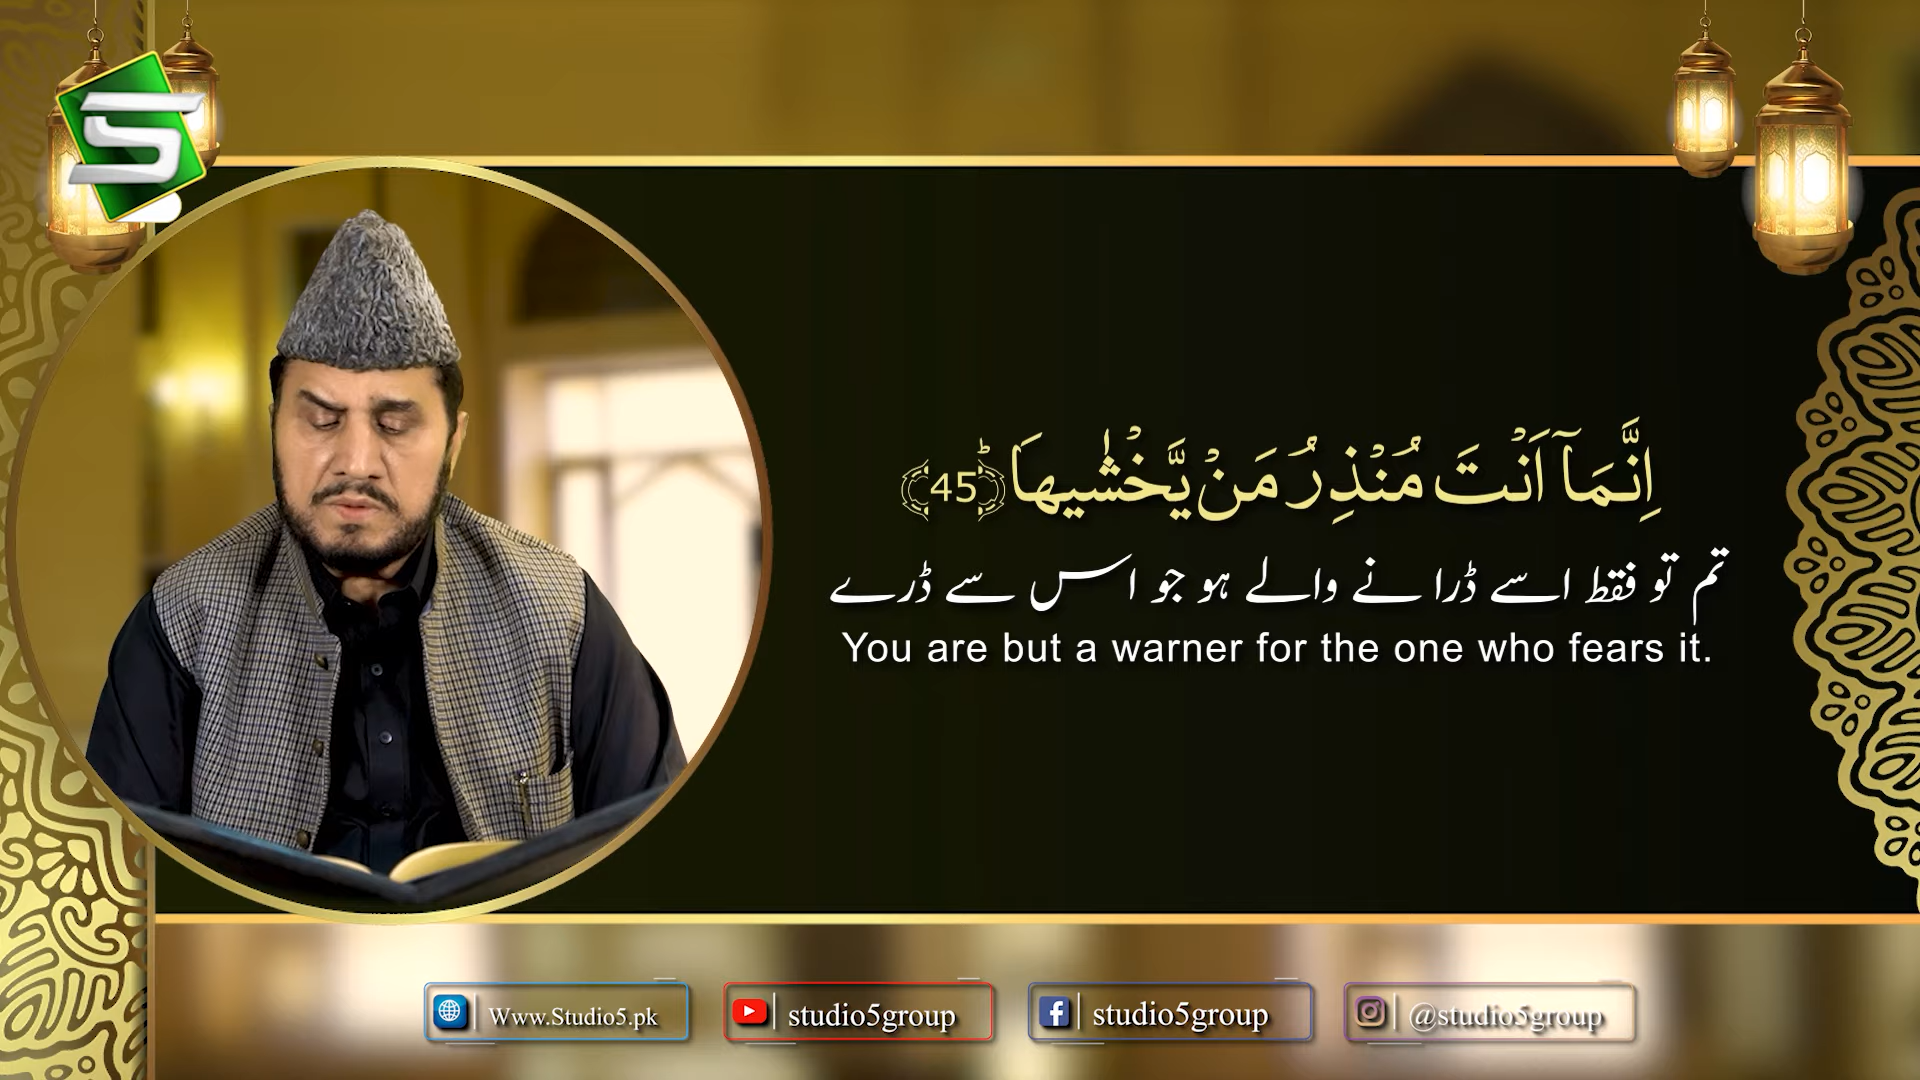 اِنَّمَاۤ اَنْتَ مُنْذِرُ مَنْ يَّخْشٰىهَا ﴿45﴾ؕ
تم تو فقط اسے ڈرانے والے ہو جو اس سے ڈرے
You are but a warner for the one who fears it.
Www.Studio5.pk
studio5group
studio5group
@studio5group